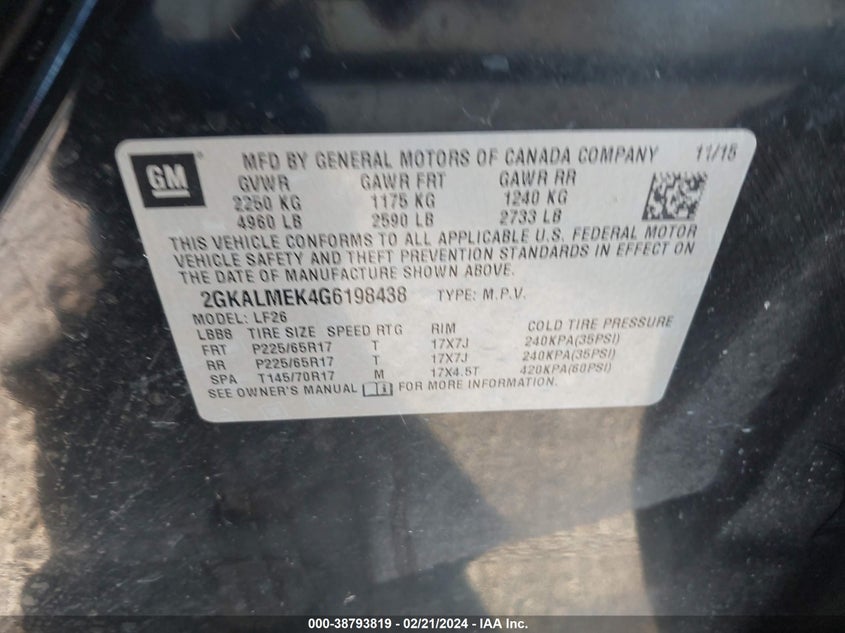 GM
MFD BY GENERAL MOTORS OF CANADA COMPANY 11/15
GVWR GAWR FRT GAWR RR
2250 KG 1175 KG 1240 KG
4960 LB 2590 LB 2733 LB
THIS VEHICLE CONFORMS TO ALL APPLICABLE U.S. FEDERAL MOTOR
VEHICLE SAFETY AND THEFT PREVENTION STANDARDS IN EFFECT ON
THE DATE OF MANUFACTURE SHOWN ABOVE.
2GKALMEK4G6198438 TYPE: M.P.V.
MODEL: LF26
L888 TIRE SIZE SPEED RTG RIM COLD TIRE PRESSURE
FRT P225/65R17 T 17X7J 240KPA(35PSI)
RR P225/65R17 T 17X7J 240KPA(35PSI)
SPA T145/70R17 M 17X4.5T 420KPA(60PSI)
SEE OWNER'S MANUAL FOR MORE INFORMATION.
000-38793819 - 02/21/2024 - IAA Inc.